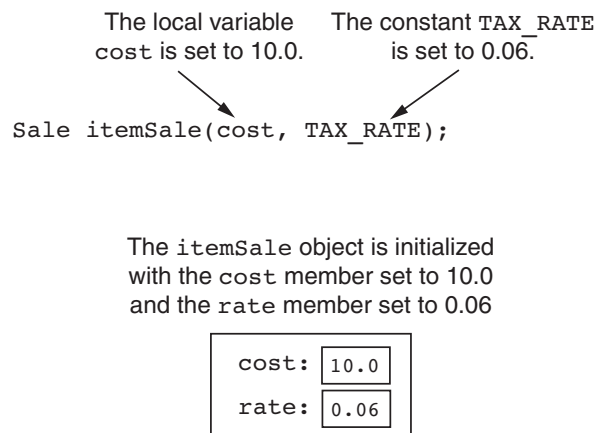 The local variable
cost is set to 10.0.
The constant TAX_RATE
is set to 0.06.
Sale itemSale(cost, TAX_RATE);
The itemSale object is initialized
with the cost member set to 10.0
and the rate member set to 0.06
cost: 10.0
rate: 0.06